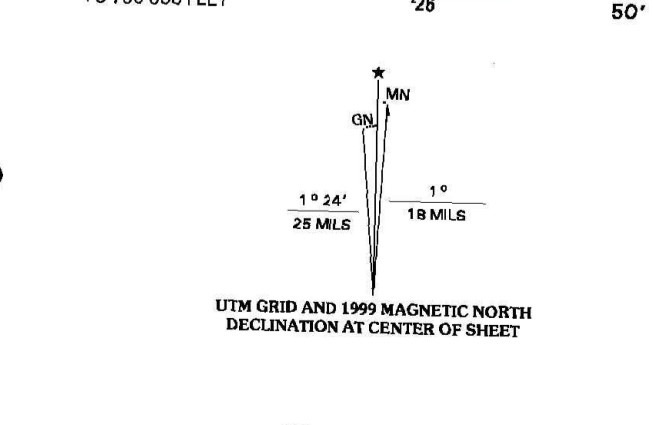 FEET
26
50'
MN
GN
1° 24'
25 MILS
1°
18 MILS
UTM GRID AND 1999 MAGNETIC NORTH
DECLINATION AT CENTER OF SHEET